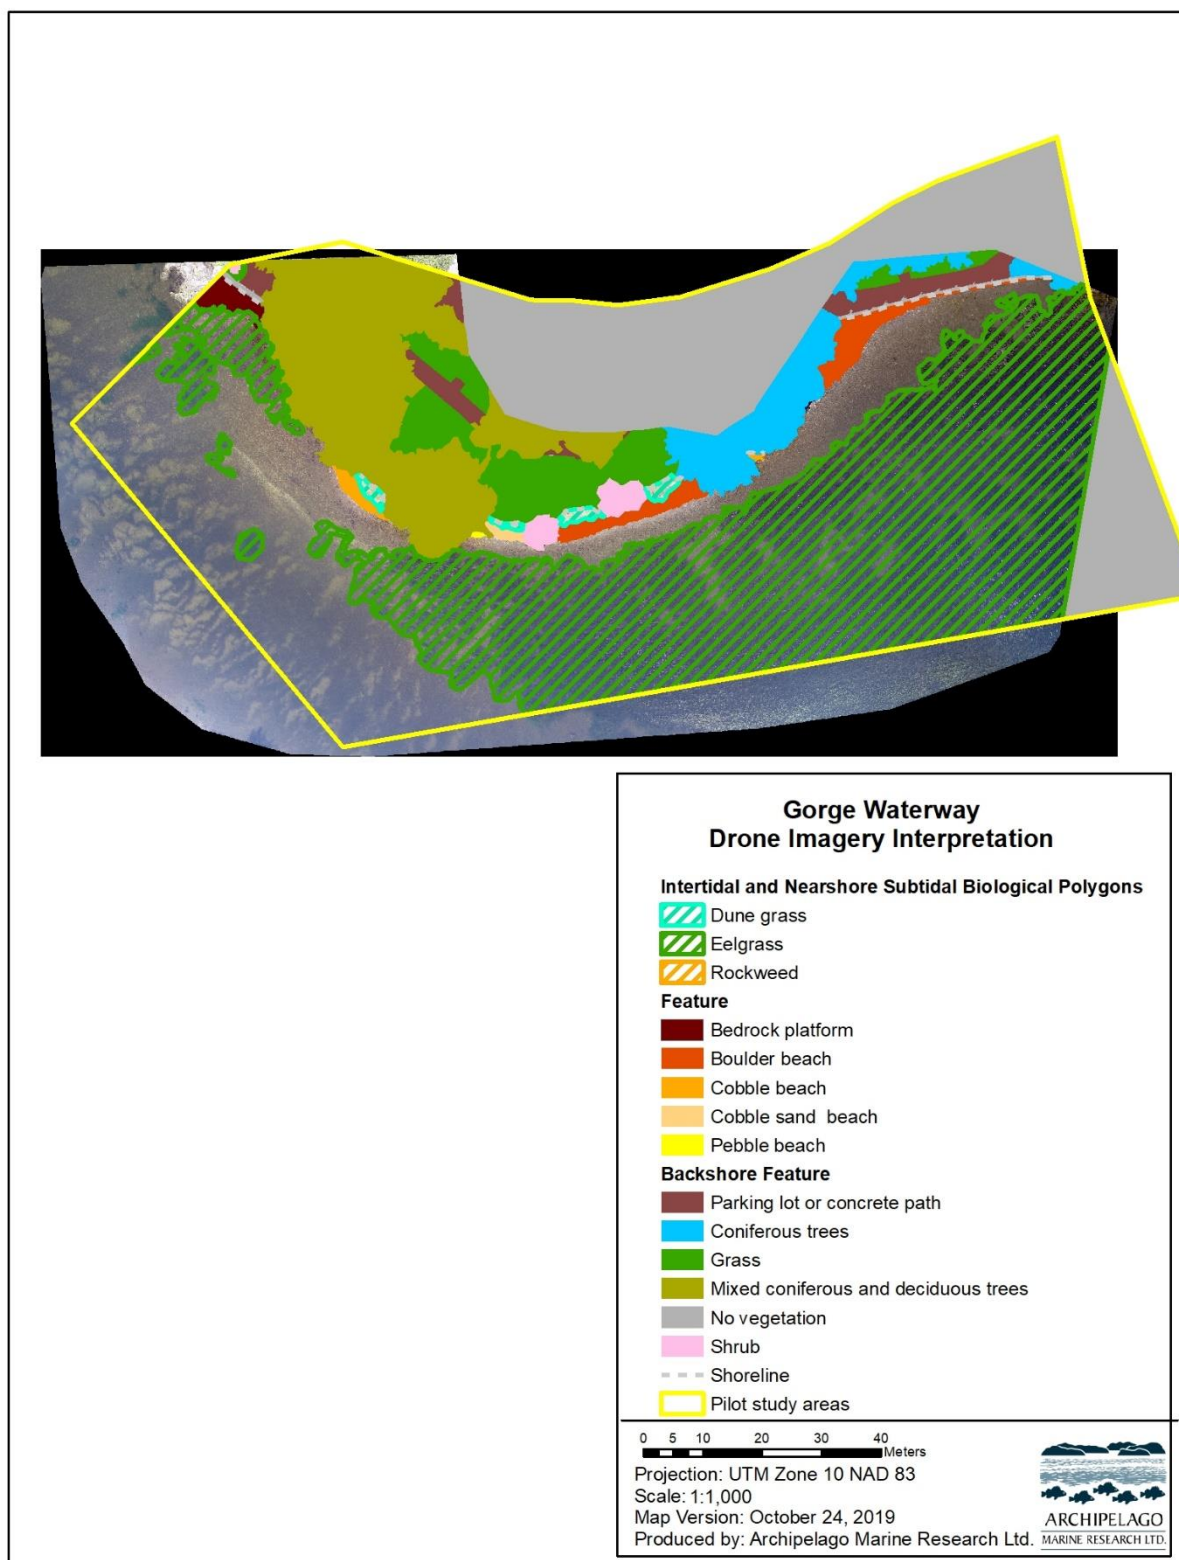 Gorge Waterway
Drone Imagery Interpretation
Intertidal and Nearshore Subtidal Biological Polygons
Dune grass
Eelgrass
Rockweed
Feature
Bedrock platform
Boulder beach
Cobble beach
Cobble sand beach
Pebble beach
Backshore Feature
Parking lot or concrete path
Coniferous trees
Grass
Mixed coniferous and deciduous trees
No vegetation
Shrub
Shoreline
Pilot study areas
0 5 10 20 30 40
Meters
Projection: UTM Zone 10 NAD 83
Scale: 1:1,000
Map Version: October 24, 2019
Produced by: Archipelago Marine Research Ltd.
ARCHIPELAGO
MARINE RESEARCH LTD.